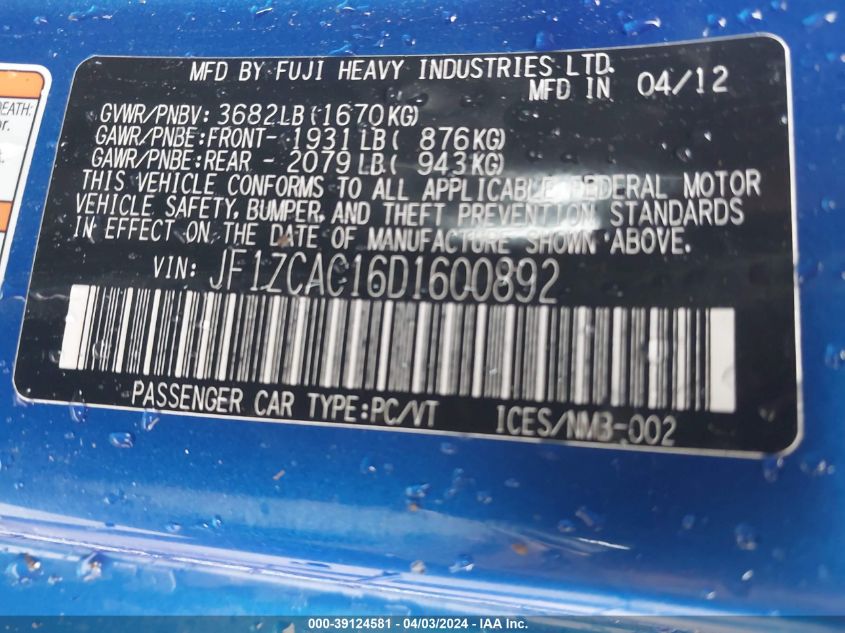 DEATH:
r.
MFD BY FUJI HEAVY INDUSTRIES LTD.
MFD IN 04/12
GVWR/PNBV: 3682LB(1670KG)
GAWR/PNBE:FRONT- 1931LB( 876KG)
GAWR/PNBE:REAR - 2079LB( 943KG)
THIS VEHICLE CONFORMS TO ALL APPLICABLE FEDERAL MOTOR
VEHICLE SAFETY, BUMPER, AND THEFT PREVENTION STANDARDS
IN EFFECT ON THE DATE OF MANUFACTURE SHOWN ABOVE.
VIN: JF1ZCAC16D1600892
PASSENGER CAR TYPE:PC/VT ICES/NMB-002
000-39124581 - 04/03/2024 - IAA Inc.